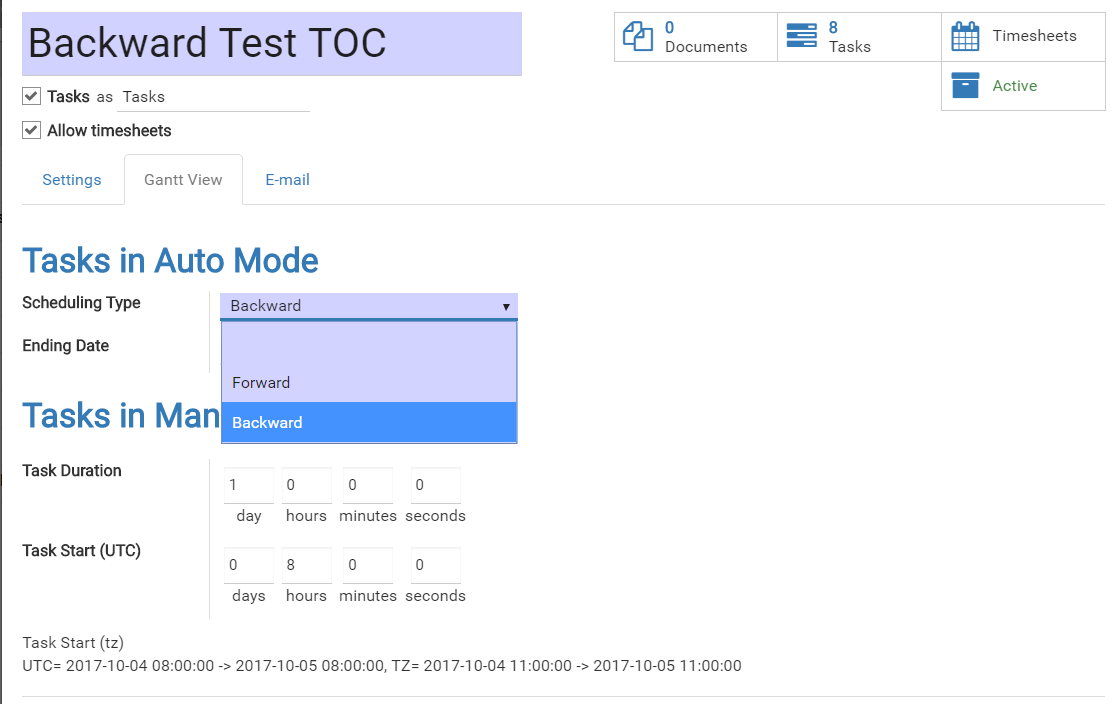 Backward Test TOC
0
Documents
8
Tasks
Timesheets
Active
Tasks as Tasks
Allow timesheets
Settings
Gantt View
E-mail
Tasks in Auto Mode
Scheduling Type
Backward
Ending Date
Forward
Backward
Tasks in Man
Task Duration
1 0 0 0
day hours minutes seconds
Task Start (UTC)
0 8 0 0
days hours minutes seconds
Task Start (tz)
UTC= 2017-10-04 08:00:00 -> 2017-10-05 08:00:00, TZ= 2017-10-04 11:00:00 -> 2017-10-05 11:00:00